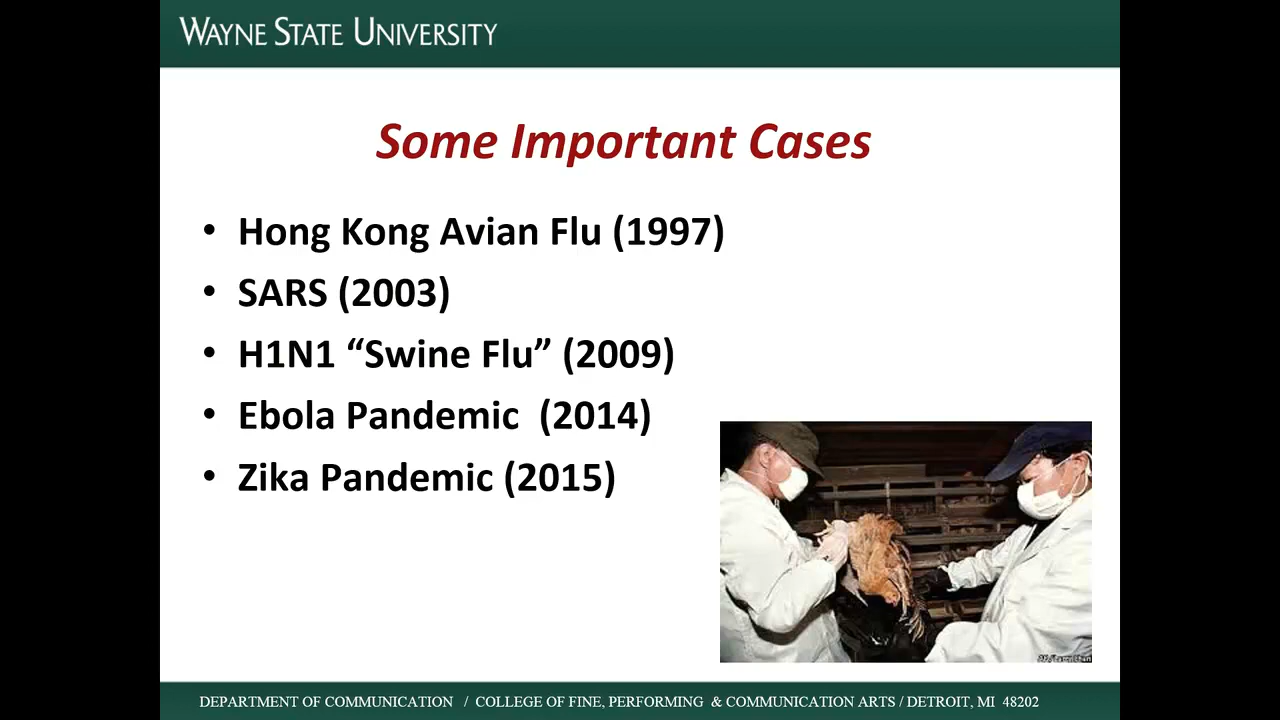 WAYNE STATE UNIVERSITY
Some Important Cases
• Hong Kong Avian Flu (1997)
• SARS (2003)
• H1N1 “Swine Flu” (2009)
• Ebola Pandemic (2014)
• Zika Pandemic (2015)
DEPARTMENT OF COMMUNICATION / COLLEGE OF FINE, PERFORMING & COMMUNICATION ARTS / DETROIT, MI 48202